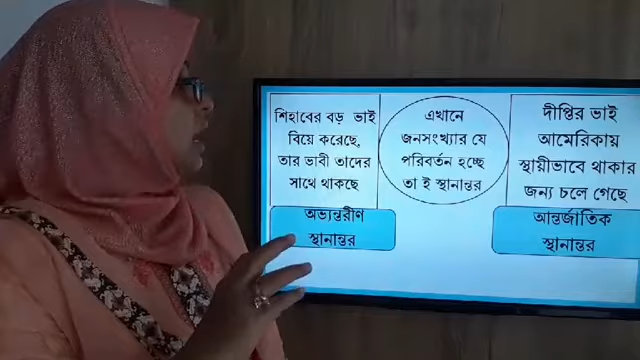 শিহাবের বড় ভাই
বিয়ে করেছে,
তার ভাবী তাদের
সাথে থাকছে
অভ্যন্তরীণ
স্থানান্তর
এখানে
জনসংখ্যার যে
পরিবর্তন হচ্ছে
তা ই স্থানান্তর
দীপ্তির ভাই
আমেরিকায়
স্থায়ীভাবে থাকার
জন্য চলে গেছে
আন্তর্জাতিক
স্থানান্তর